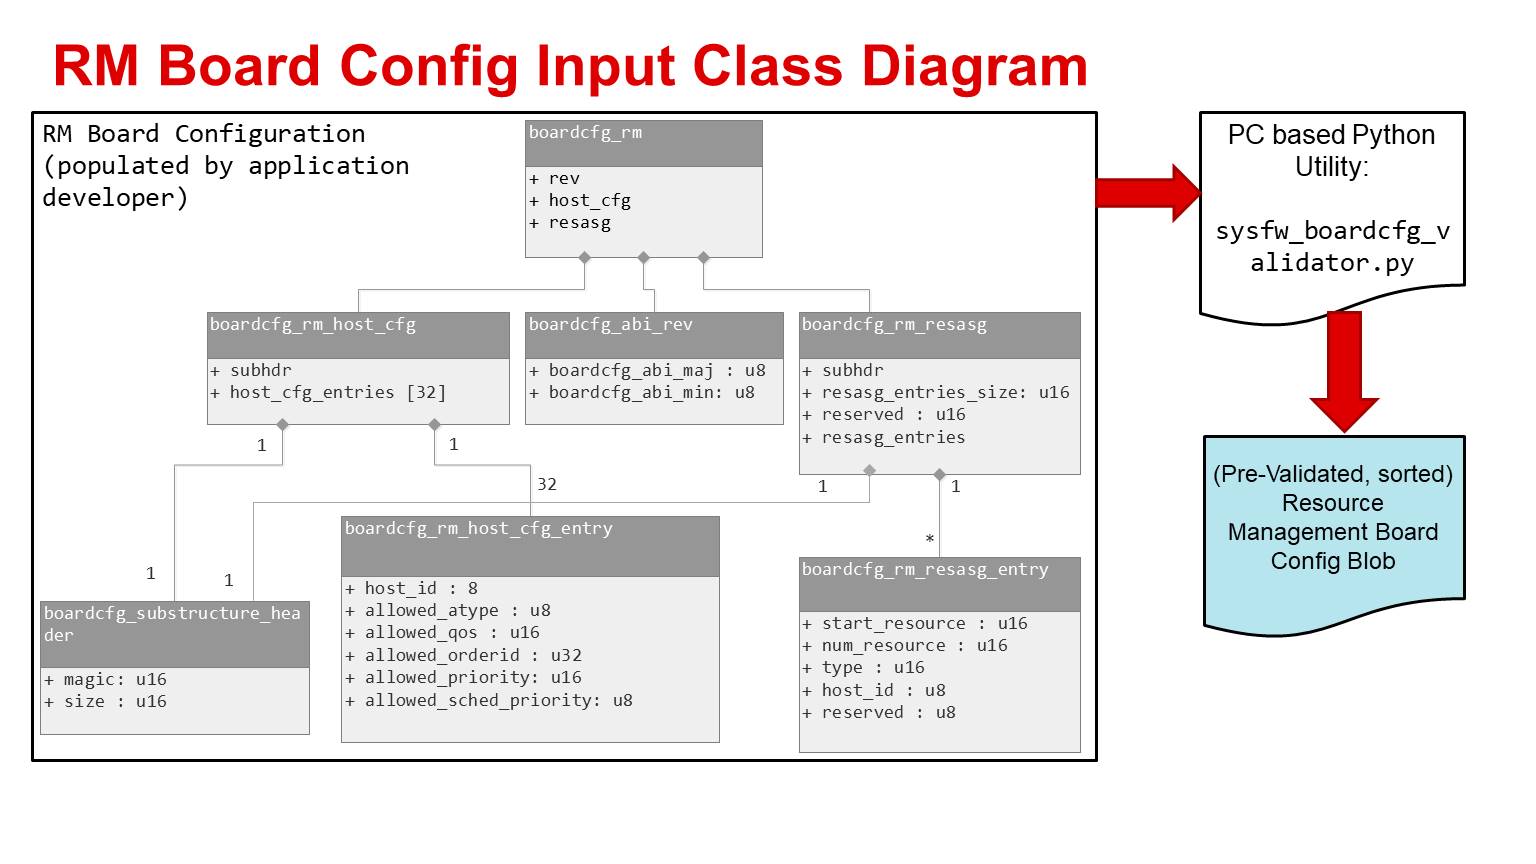 RM Board Config Input Class Diagram
RM Board Configuration
(populated by application
developer)
boardcfg_rm
+ rev
+ host_cfg
+ resasg
boardcfg_rm_host_cfg
+ subhdr
+ host_cfg_entries [32]
boardcfg_abi_rev
+ boardcfg_abi_maj : u8
+ boardcfg_abi_min: u8
boardcfg_rm_resasg
+ subhdr
+ resasg_entries_size: u16
+ reserved : u16
+ resasg_entries
1
1
32
1
1
*
1
1
boardcfg_substructure_hea
der
+ magic: u16
+ size : u16
boardcfg_rm_host_cfg_entry
+ host_id : 8
+ allowed_atype : u8
+ allowed_qos : u16
+ allowed_orderid : u32
+ allowed_priority: u16
+ allowed_sched_priority: u8
boardcfg_rm_resasg_entry
+ start_resource : u16
+ num_resource : u16
+ type : u16
+ host_id : u8
+ reserved : u8
PC based Python
Utility:
sysfw_boardcfg_v
alidator.py
(Pre-Validated, sorted)
Resource
Management Board
Config Blob